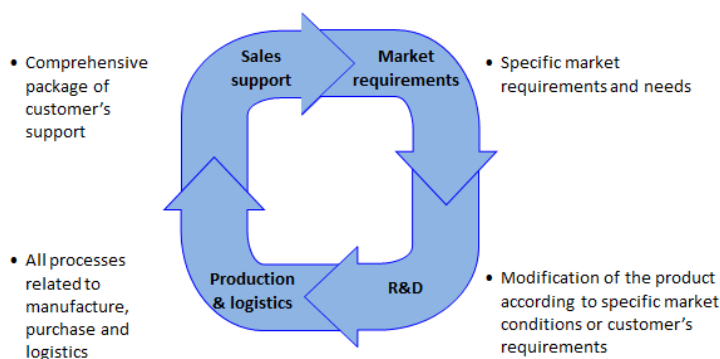 Sales
support
Market
requirements
• Comprehensive
package of
customer's
support
• Specific market
requirements and needs
• All processes
related to
manufacture,
purchase and
logistics
Production
& logistics
R&D
• Modification of the product
according to specific market
conditions or customer's
requirements